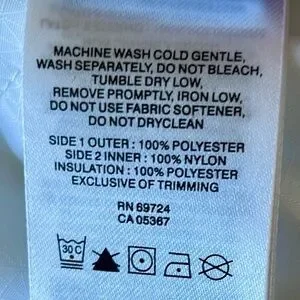 MACHINE WASH COLD GENTLE,
WASH SEPARATELY, DO NOT BLEACH,
TUMBLE DRY LOW,
REMOVE PROMPTLY, IRON LOW,
DO NOT USE FABRIC SOFTENER,
DO NOT DRYCLEAN
SIDE 1 OUTER : 100% POLYESTER
SIDE 2 INNER : 100% NYLON
INSULATION : 100% POLYESTER
EXCLUSIVE OF TRIMMING
RN 69724
CA 05367
30 C